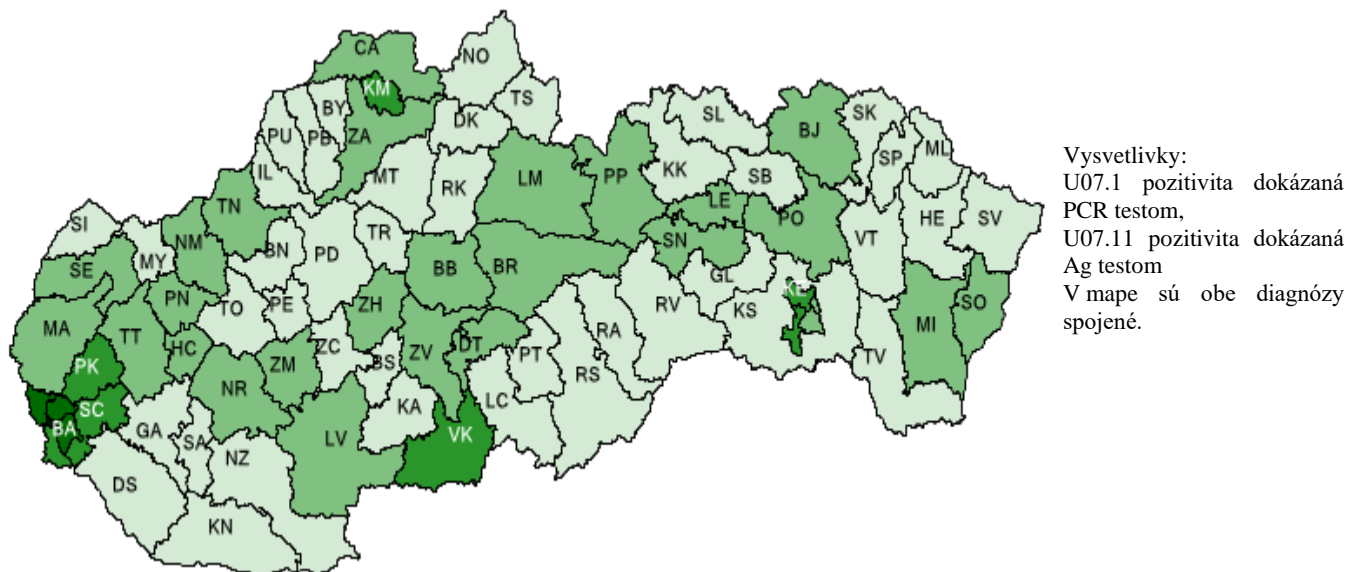 CA
NO
KM
BY
TS
PU
PB
ZA
DK
SL
BJ
SK
ML
SP
IL
MT
RK
LM
PP
KK
SB
LE
PO
HE
SV
SI
TN
NM
MY
BN
PD
TR
BB
BR
SN
GL
VT
SE
PN
TO
PE
ZH
RV
KS
KE
SO
MA
TT
HC
ZM
ZC
BS
ZV
DT
PT
RA
RS
MI
TV
PK
NR
SC
BA
GA
SA
NZ
LV
KA
VK
LC
DS
KN
Vysvetlivky:
U07.1 pozitivita dokázaná
PCR testom,
U07.11 pozitivita dokázaná
Ag testom
V mape sú obe diagnózy
spojené.